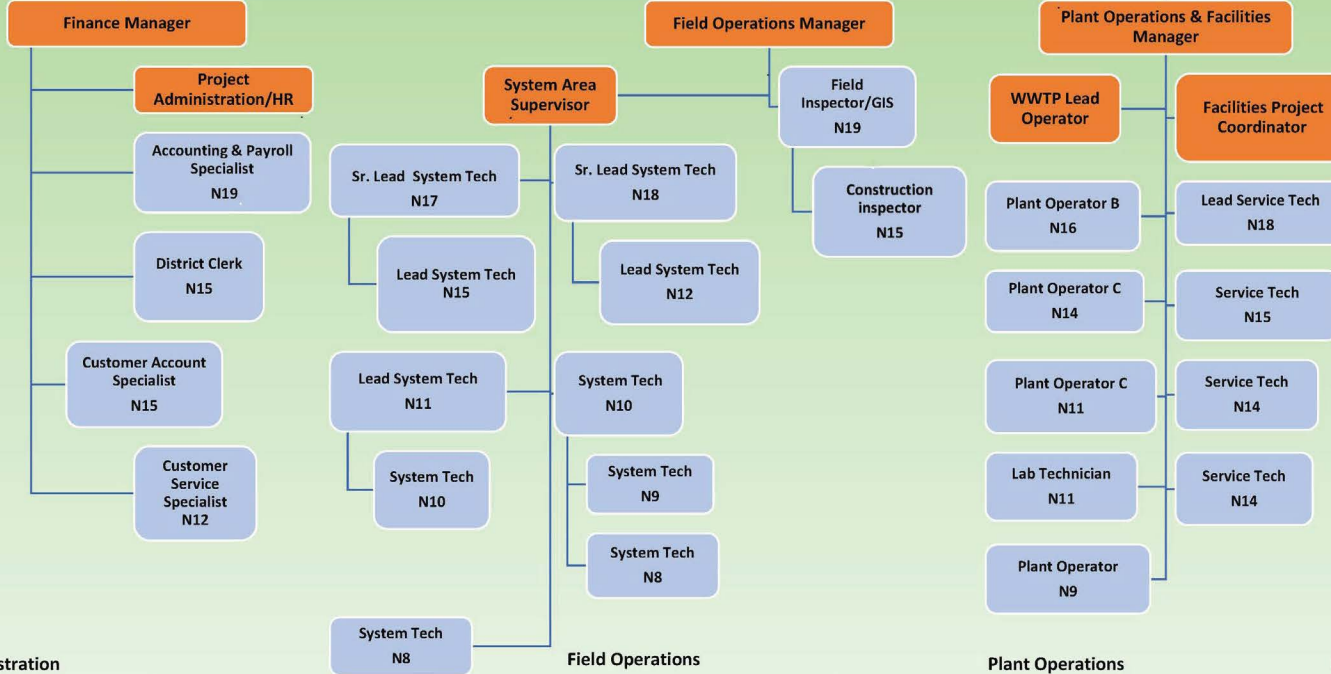 Finance Manager
Project
Administration/HR
Accounting & Payroll
Specialist
N19
District Clerk
N15
Customer Account
Specialist
N15
Customer
Service
Specialist
N12
stration
Field Operations Manager
System Area
Supervisor
Field
Inspector/GIS
N19
Construction
inspector
N15
Sr. Lead System Tech
N17
Lead System Tech
N15
Sr. Lead System Tech
N18
Lead System Tech
N12
Lead System Tech
N11
System Tech
N10
System Tech
N10
System Tech
N9
System Tech
N8
System Tech
N8
Field Operations
Plant Operations & Facilities
Manager
WWTP Lead
Operator
Facilities Project
Coordinator
Plant Operator B
N16
Lead Service Tech
N18
Plant Operator C
N14
Service Tech
N15
Plant Operator C
N11
Service Tech
N14
Lab Technician
N11
Service Tech
N14
Plant Operator
N9
Plant Operations